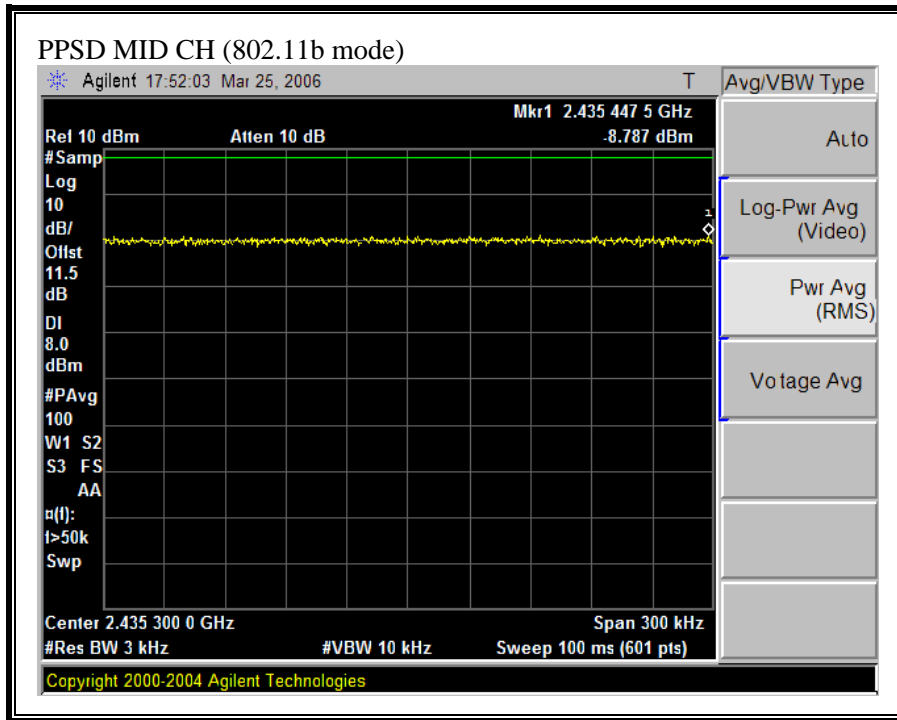 PPSD MID CH (802.11b mode)
Agilent 17:52:03 Mar 25, 2006 T
Mkr1 2.435 447 5 GHz
Ref 10 dBm Atten 10 dB -8.787 dBm
#Samp
Log
10
dB/
Offst
11.5
dB
DI
8.0
dBm
#PAvg
100
W1 S2
S3 FS
AA
¤(f):
f>50k
Swp
1
Center 2.435 300 0 GHz Span 300 kHz
#Res BW 3 kHz #VBW 10 kHz Sweep 100 ms (601 pts)
Copyright 2000-2004 Agilent Technologies
Avg/VBW Type
Auto
Log-Pwr Avg
(Video)
Pwr Avg
(RMS)
Vo tage Avg